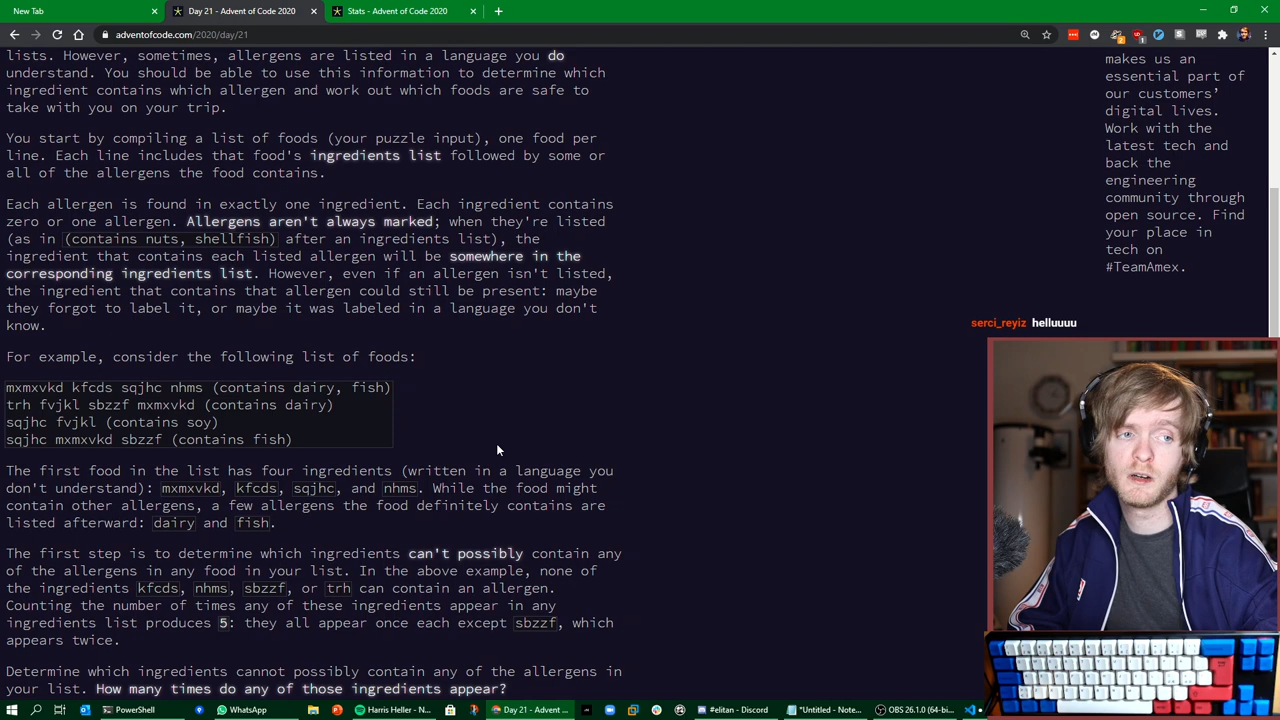 New Tab
Day 21 - Advent of Code 2020
Stats - Advent of Code 2020
adventofcode.com/2020/day/21
lists. However, sometimes, allergens are listed in a language you do
understand. You should be able to use this information to determine which
ingredient contains which allergen and work out which foods are safe to
take with you on your trip.
You start by compiling a list of foods (your puzzle input), one food per
line. Each line includes that food's ingredients list followed by some or
all of the allergens the food contains.
Each allergen is found in exactly one ingredient. Each ingredient contains
zero or one allergen. Allergens aren't always marked; when they're listed
(as in (contains nuts, shellfish) after an ingredients list), the
ingredient that contains each listed allergen will be somewhere in the
corresponding ingredients list. However, even if an allergen isn't listed,
the ingredient that contains that allergen could still be present: maybe
they forgot to label it, or maybe it was labeled in a language you don't
know.
For example, consider the following list of foods:
mxmxvkd kfcds sqjhc nhms (contains dairy, fish)
trh fvjkl sbzzf mxmxvkd (contains dairy)
sqjhc fvjkl (contains soy)
sqjhc mxmxvkd sbzzf (contains fish)
The first food in the list has four ingredients (written in a language you
don't understand): mxmxvkd, kfcds, sqjhc, and nhms. While the food might
contain other allergens, a few allergens the food definitely contains are
listed afterward: dairy and fish.
The first step is to determine which ingredients can't possibly contain any
of the allergens in any food in your list. In the above example, none of
the ingredients kfcds, nhms, sbzzf, or trh can contain an allergen.
Counting the number of times any of these ingredients appear in any
ingredients list produces 5: they all appear once each except sbzzf, which
appears twice.
Determine which ingredients cannot possibly contain any of the allergens in
your list. How many times do any of those ingredients appear?
makes us an
essential part of
our customers'
digital lives.
Work with the
latest tech and
back the
engineering
community through
open source. Find
your place in
tech on
#TeamAmex.
serci_reyiz helluuuu
PowerShell
WhatsApp
Harris Heller - No...
Day 21 - Advent ...
#elitan - Discord
*Untitled - Note...
OBS 26.1.0 (64-bi...